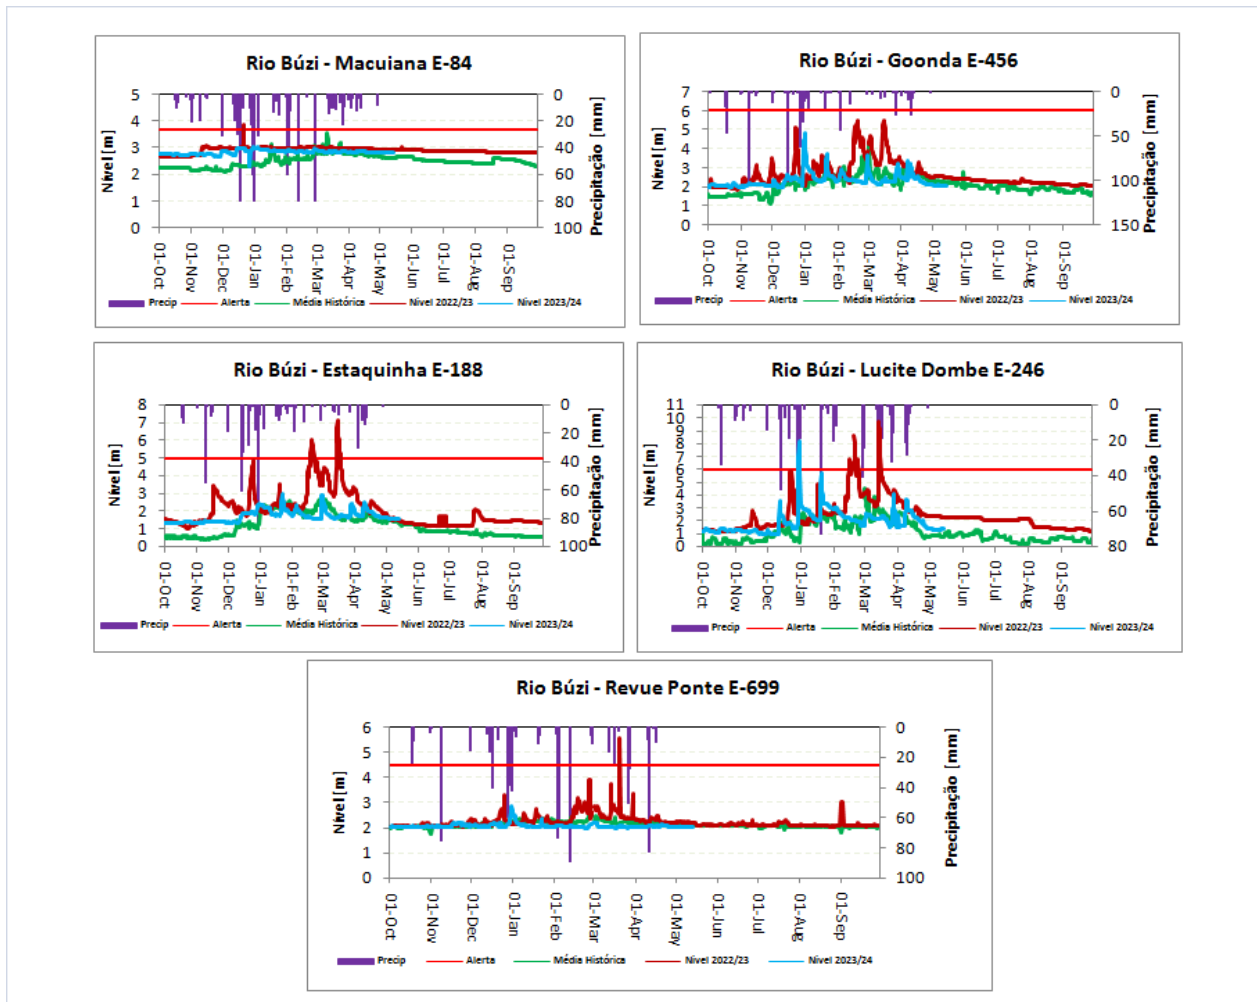 Rio Búzi - Macuiana E-84
5
4
3
2
1
0
Nível [m]
0
20
40
60
80
100
Precipitação [mm]
01-Oct
01-Nov
01-Dec
01-Jan
01-Feb
01-Mar
01-Apr
01-May
01-Jun
01-Jul
01-Aug
01-Sep
Precip Alerta Média Histórica Nivel 2022/23 Nivel 2023/24
Rio Búzi - Goonda E-456
7
6
5
4
3
2
1
0
Nível [m]
0
50
100
150
Precipitação [mm]
01-Oct
01-Nov
01-Dec
01-Jan
01-Feb
01-Mar
01-Apr
01-May
01-Jun
01-Jul
01-Aug
01-Sep
Precip Alerta Média Histórica Nivel 2022/23 Nivel 2023/24
Rio Búzi - Estaquinha E-188
8
7
6
5
4
3
2
1
0
Nível [m]
0
20
40
60
80
100
Precipitação [mm]
01-Oct
01-Nov
01-Dec
01-Jan
01-Feb
01-Mar
01-Apr
01-May
01-Jun
01-Jul
01-Aug
01-Sep
Precip Alerta Média Histórica Nivel 2022/23 Nivel 2023/24
Rio Búzi - Lucite Dombe E-246
11
10
9
8
7
6
5
4
3
2
1
0
Nível [m]
0
20
40
60
80
Precipitação [mm]
01-Oct
01-Nov
01-Dec
01-Jan
01-Feb
01-Mar
01-Apr
01-May
01-Jun
01-Jul
01-Aug
01-Sep
Precip Alerta Média Histórica Nivel 2022/23 Nivel 2023/24
Rio Búzi - Revue Ponte E-699
6
5
4
3
2
1
0
Nível [m]
0
20
40
60
80
100
Precipitação [mm]
01-Oct
01-Nov
01-Dec
01-Jan
01-Feb
01-Mar
01-Apr
01-May
01-Jun
01-Jul
01-Aug
01-Sep
Precip Alerta Média Histórica Nivel 2022/23 Nivel 2023/24